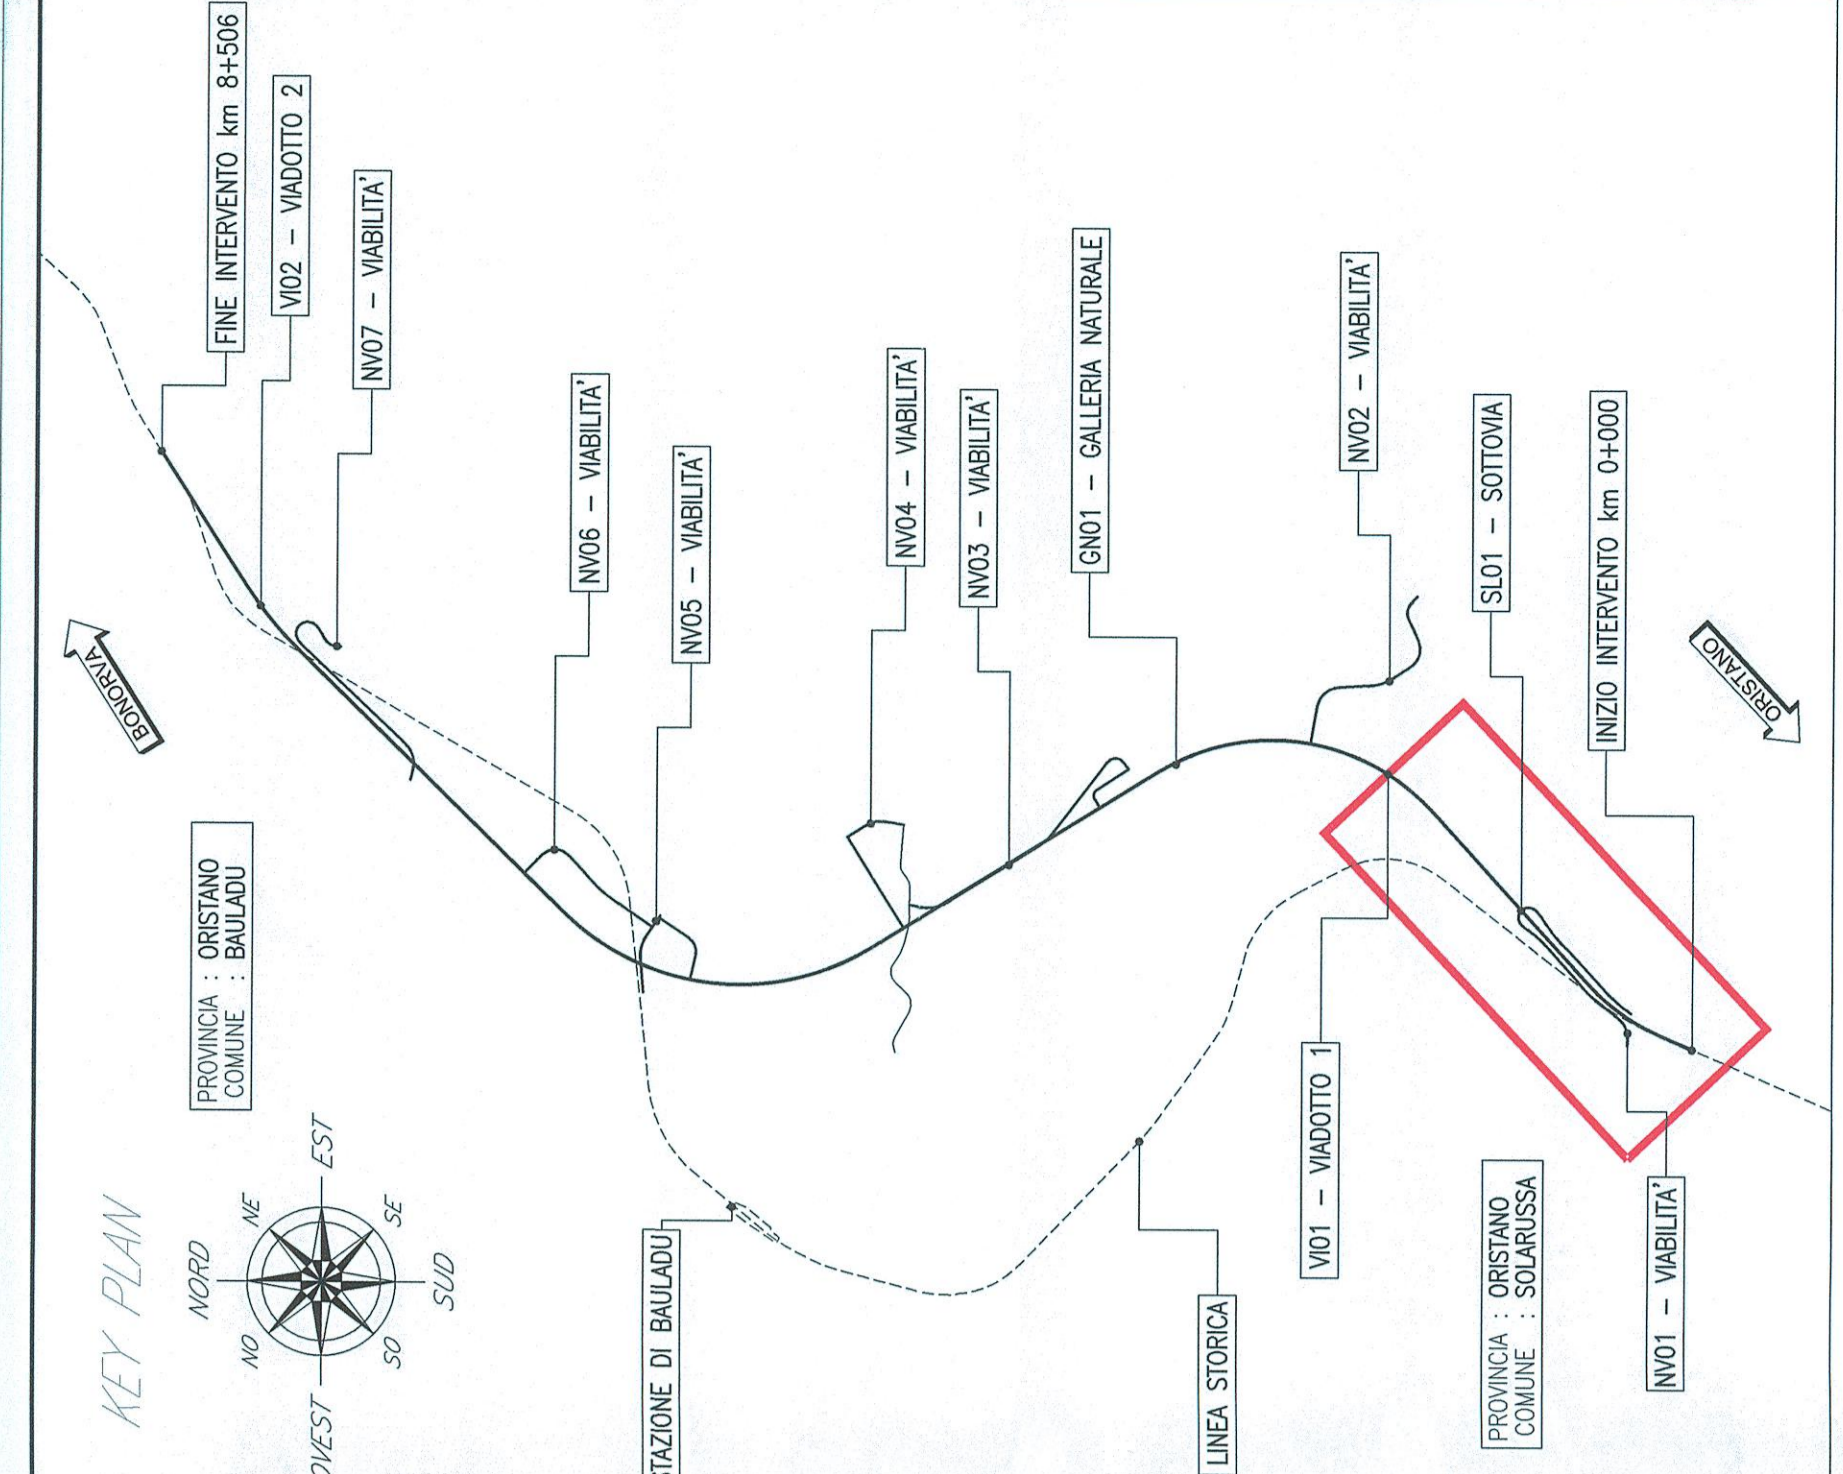 KEY PLAN
NORD
NO
NE
OVEST
EST
SO
SE
SUD
PROVINCIA : ORISTANO
COMUNE : BAULADU
BONORVA
FINE INTERVENTO km 8+506
VI02 – VIADOTTO 2
NV07 – VIABILITA'
NV06 – VIABILITA'
NV05 – VIABILITA'
STAZIONE DI BAULADU
NV04 – VIABILITA'
NV03 – VIABILITA'
GN01 – GALLERIA NATURALE
LINEA STORICA
VI01 – VIADOTTO 1
NV02 – VIABILITA'
SL01 – SOTTOVIA
PROVINCIA : ORISTANO
COMUNE : SOLARUSSA
INIZIO INTERVENTO km 0+000
NV01 – VIABILITA'
ORISTANO